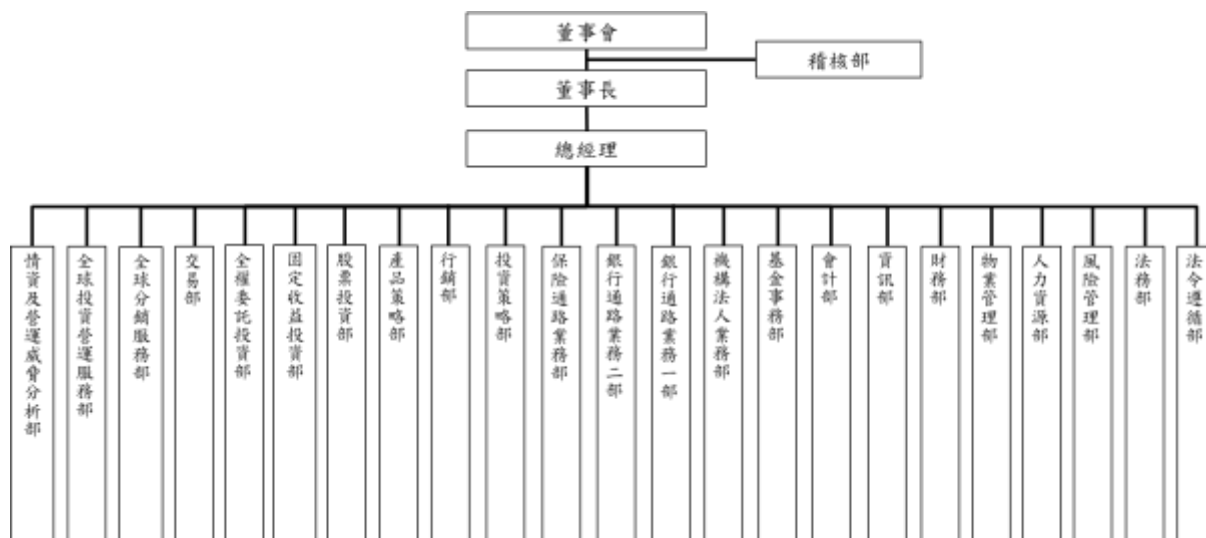 董事會
稽核部
董事長
總經理
情資及營運威脅分析部
全球投資營運服務部
全球分銷服務部
交易部
全權委託投資部
固定收益投資部
股票投資部
產品策略部
行銷部
投資策略部
保險通路業務部
銀行通路業務二部
銀行通路業務一部
機構法人業務部
基金事務部
會計部
資訊部
財務部
物業管理部
人力資源部
風險管理部
法務部
法令遵循部